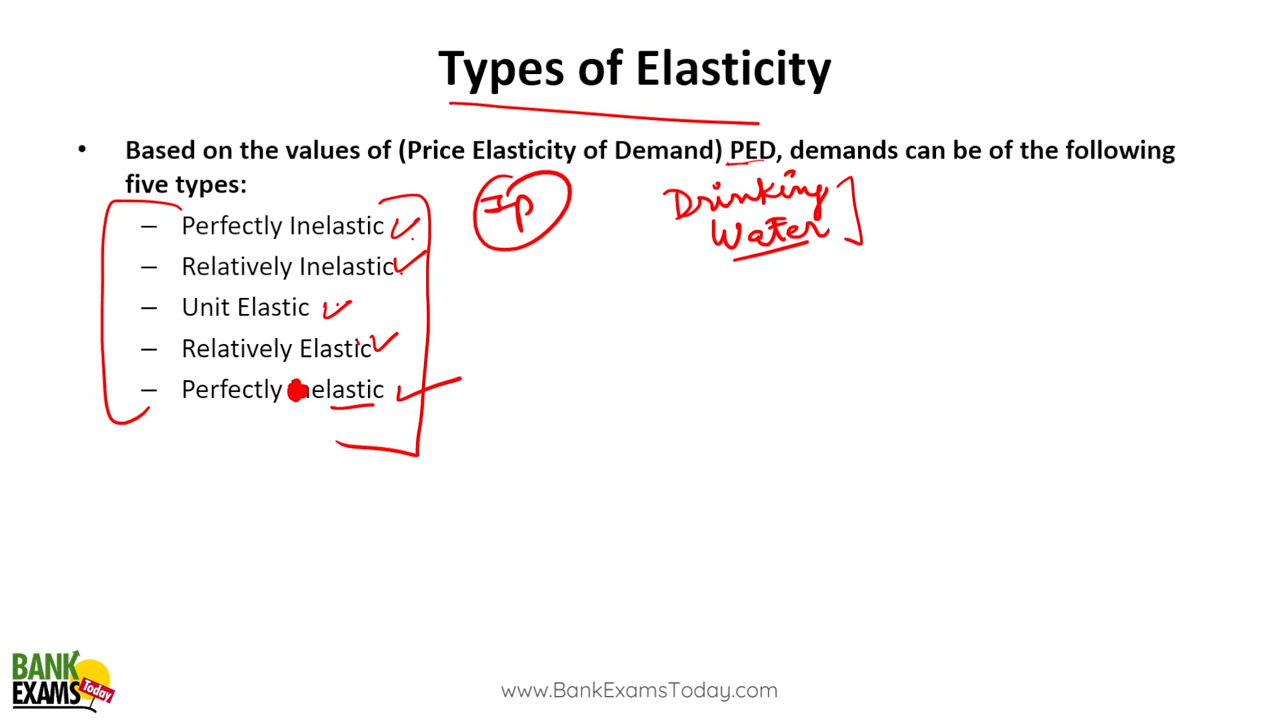 Types of Elasticity
• Based on the values of (Price Elasticity of Demand) PED, demands can be of the following
five types:
– Perfectly Inelastic
– Relatively Inelastic
– Unit Elastic
– Relatively Elastic
– Perfectly elastic
Drinking
Water
BANK
EXAMS
Today
www.BankExamsToday.com